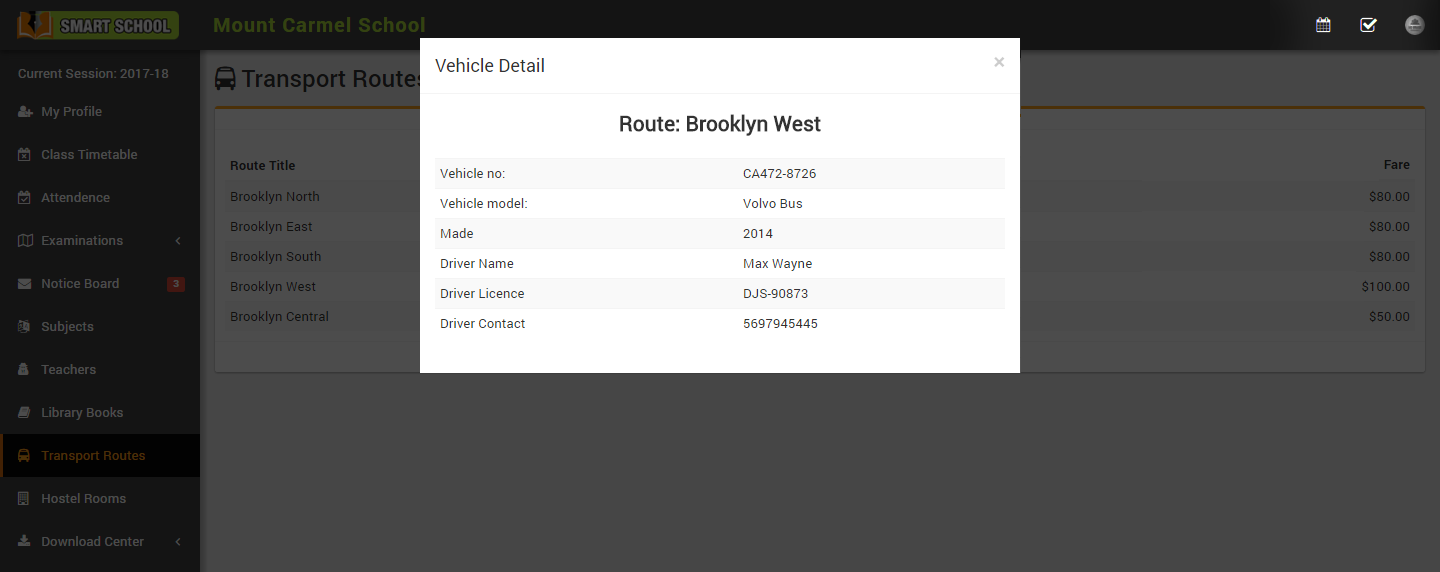 SMART SCHOOL
Mount Carmel School
Current Session: 2017-18
My Profile
Class Timetable
Attendence
Examinations
Notice Board 3
Subjects
Teachers
Library Books
Transport Routes
Hostel Rooms
Download Center
Transport Routes
Route Title Fare
Brooklyn North $80.00
Brooklyn East $80.00
Brooklyn South $80.00
Brooklyn West $100.00
Brooklyn Central $50.00
Vehicle Detail ×
Route: Brooklyn West
Vehicle no: CA472-8726
Vehicle model: Volvo Bus
Made 2014
Driver Name Max Wayne
Driver Licence DJS-90873
Driver Contact 5697945445